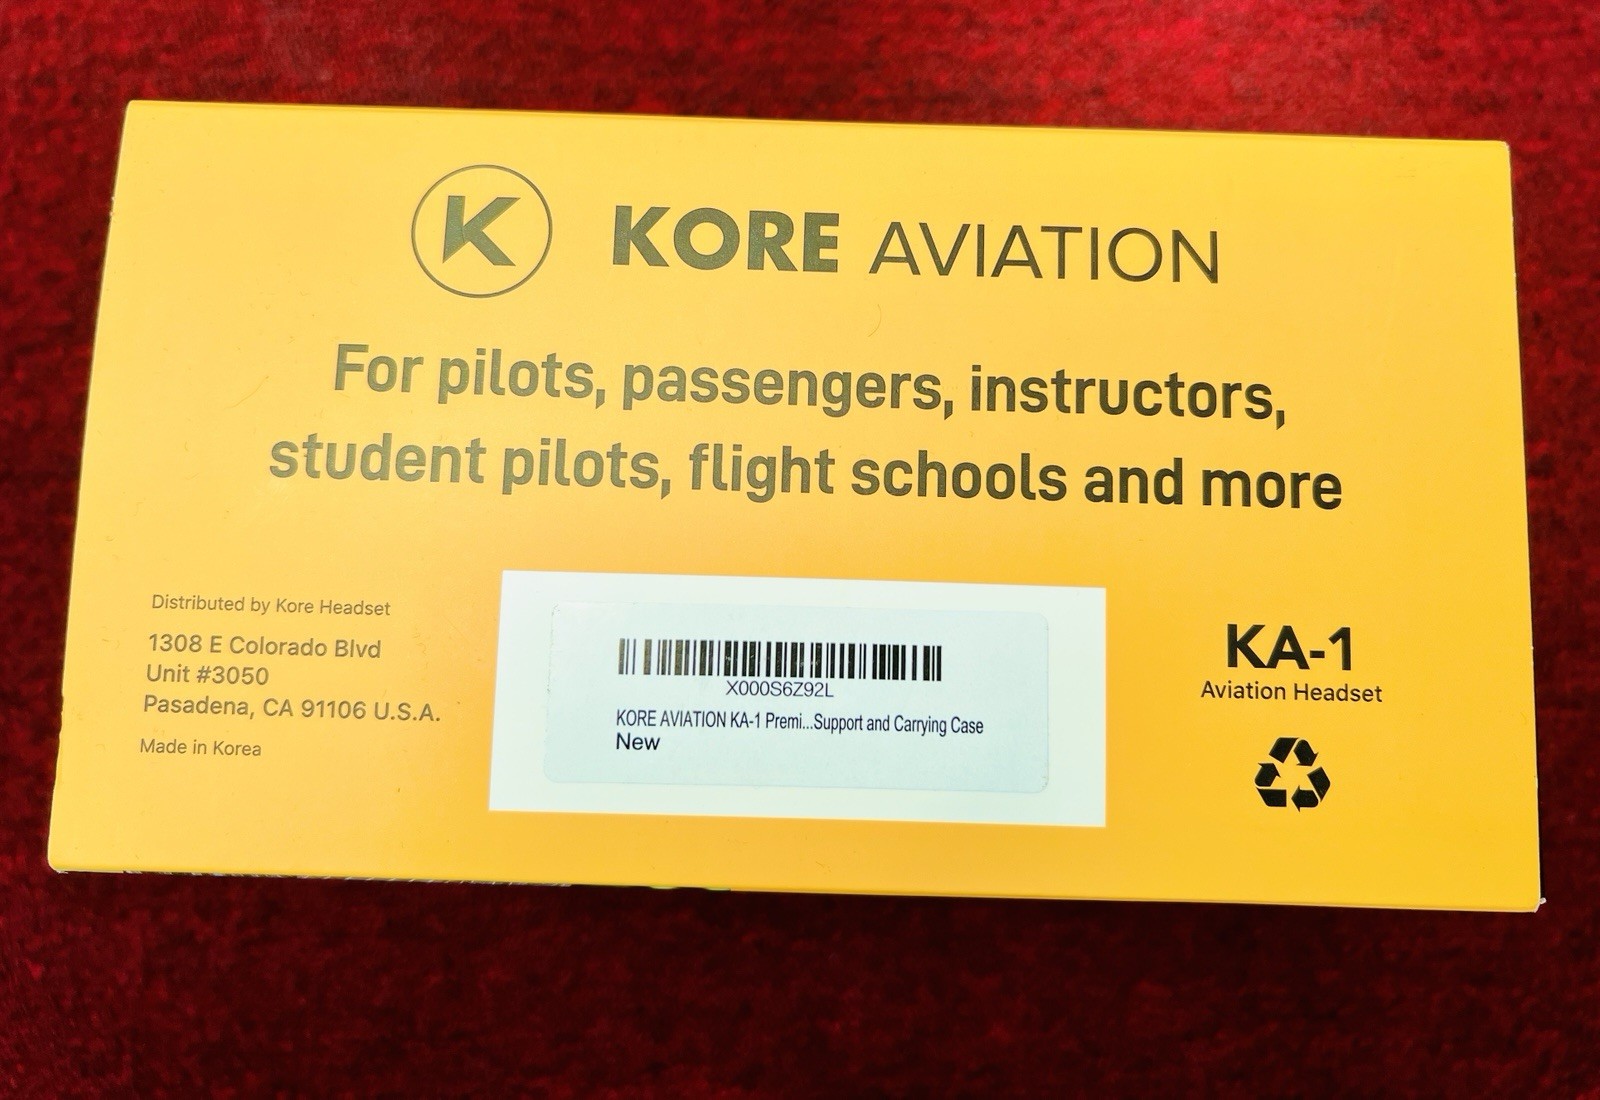 K KORE AVIATION
For pilots, passengers, instructors,
student pilots, flight schools and more
Distributed by Kore Headset
1308 E Colorado Blvd
Unit #3050
Pasadena, CA 91106 U.S.A.
Made in Korea
X000S6Z92L
KORE AVIATION KA-1 Premi...Support and Carrying Case
New
KA-1
Aviation Headset